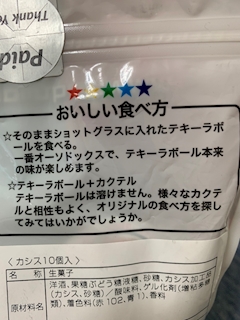 Thank Yo
Paid
おいしい食べ方
☆そのままショットグラスに入れたテキーラボ
ールを食べる。
一番オーソドックスで、テキーラボール本来
の味が楽しめます。
☆テキーラボール＋カクテル
テキーラボールは溶けません。様々なカクテ
ルと相性もよく、オリジナルの食べ方を探し
てみてはいかがでしょうか。
〈カシス10個入〉
名称 生菓子
原材料名 洋酒、果糖ぶどう糖液糖、砂糖、カシス加工品
(カシス、砂糖)／酸味料、ゲル化剤(増粘多糖
類)、着色料(赤102、青1)、香料